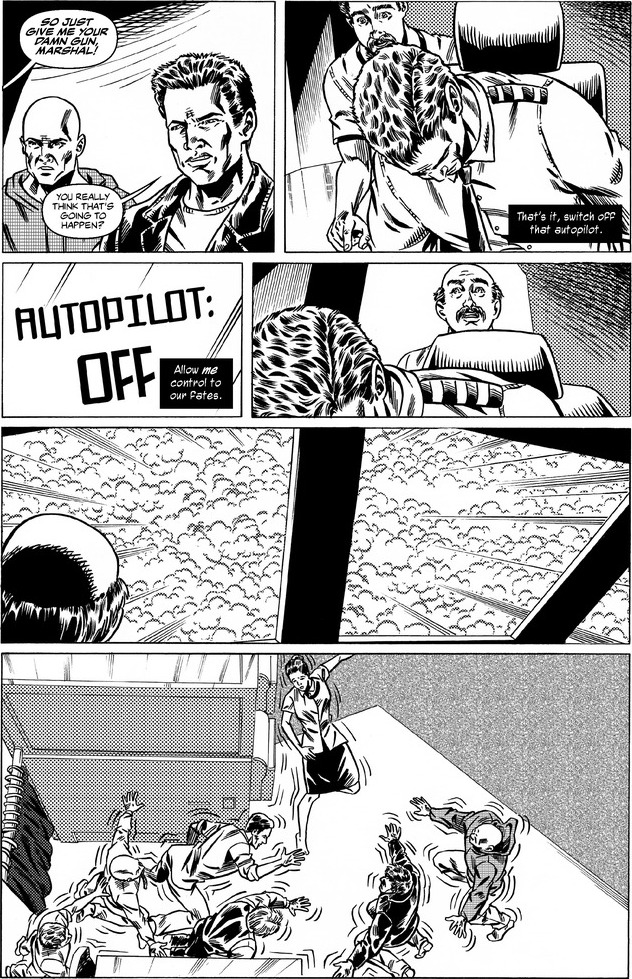 SO JUST
GIVE ME YOUR
DAMN GUN,
MARSHAL!
YOU REALLY
THINK THAT'S
GOING TO
HAPPEN?
That's it, switch off
that autopilot.
AUTOPILOT:
OFF
Allow me
control to
our fates.